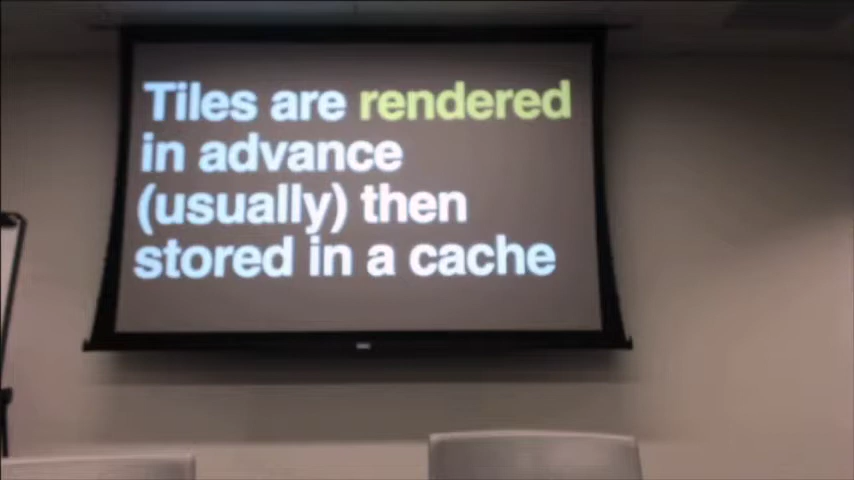 Tiles are rendered
in advance
(usually) then
stored in a cache